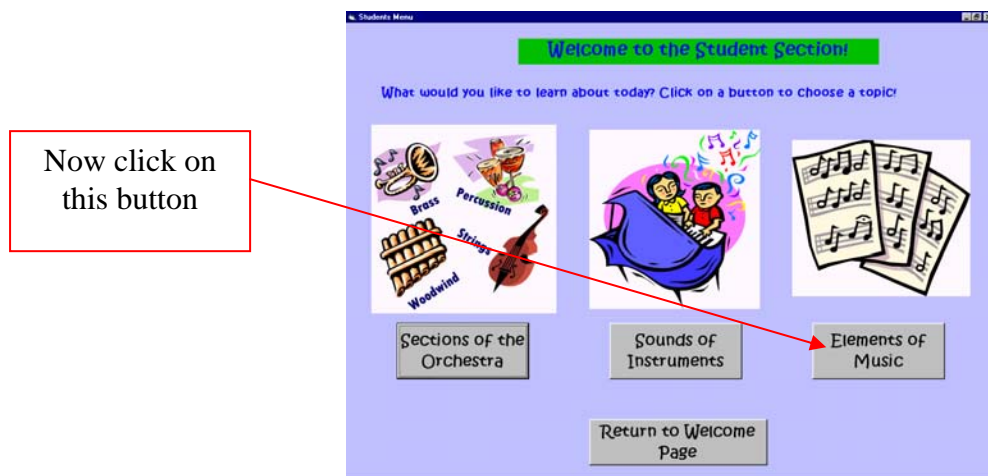 Students Menu
Welcome to the Student Section!
What would you like to learn about today? Click on a button to choose a topic!
Now click on
this button
Brass
Percussion
Strings
Woodwind
Sections of the
Orchestra
Sounds of
Instruments
Elements of
Music
Return to Welcome
Page